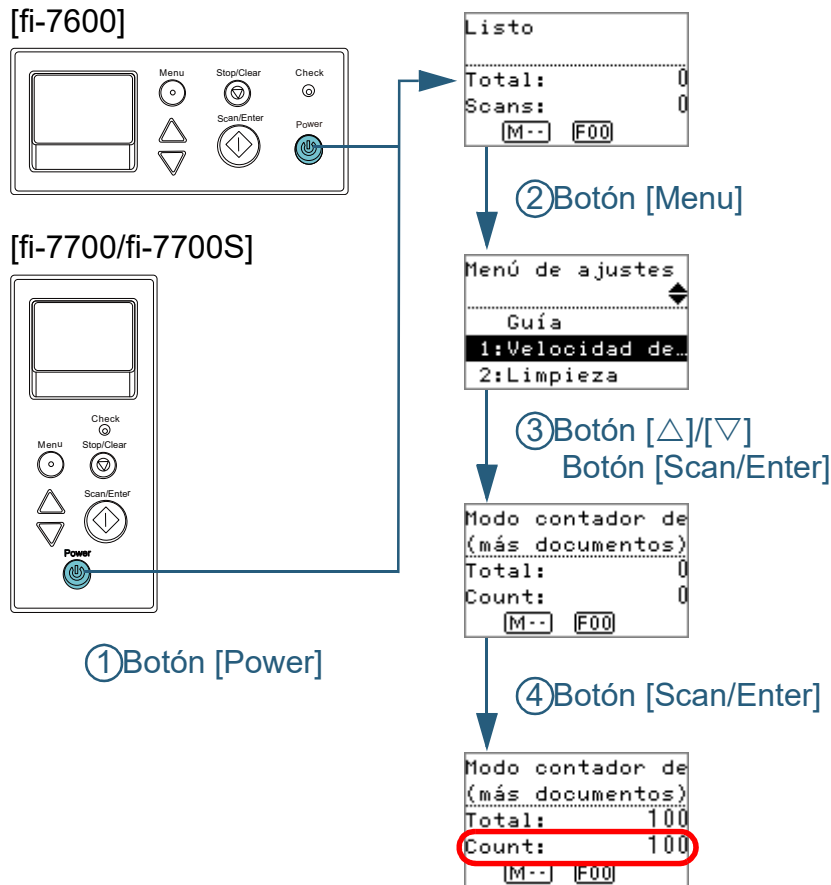 [fi-7600]
Menu
Stop/Clear
Check
Scan/Enter
Power
[fi-7700/fi-7700S]
Check
Menu
Stop/Clear
Scan/Enter
Power
①Botón [Power]
Listo
Total: 0
Scans: 0
M-- F00
②Botón [Menu]
Menú de ajustes
Guía
1:Velocidad de…
2:Limpieza
③Botón [△]/[▽]
Botón [Scan/Enter]
Modo contador de
(más documentos)
Total: 0
Count: 0
M-- F00
④Botón [Scan/Enter]
Modo contador de
(más documentos)
Total: 100
Count: 100
M-- F00